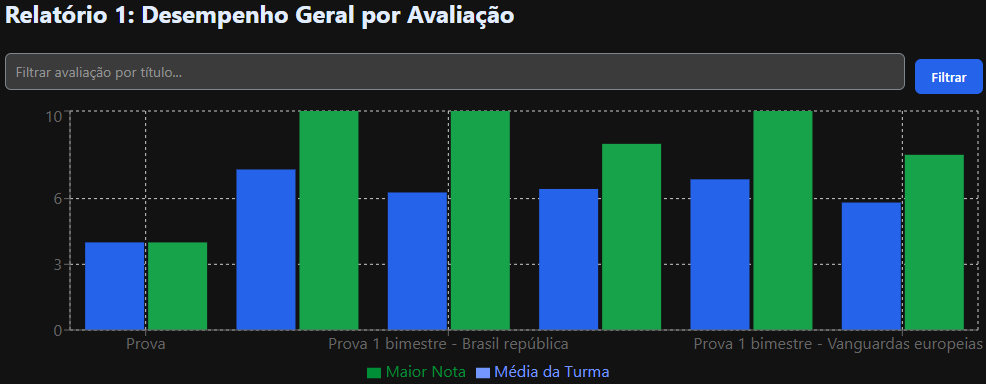 Relatório 1: Desempenho Geral por Avaliação
Filtrar avaliação por título...
Filtrar
10
6
3
0
Prova
Prova 1 bimestre - Brasil república
Prova 1 bimestre - Vanguardas europeias
Maior Nota
Média da Turma